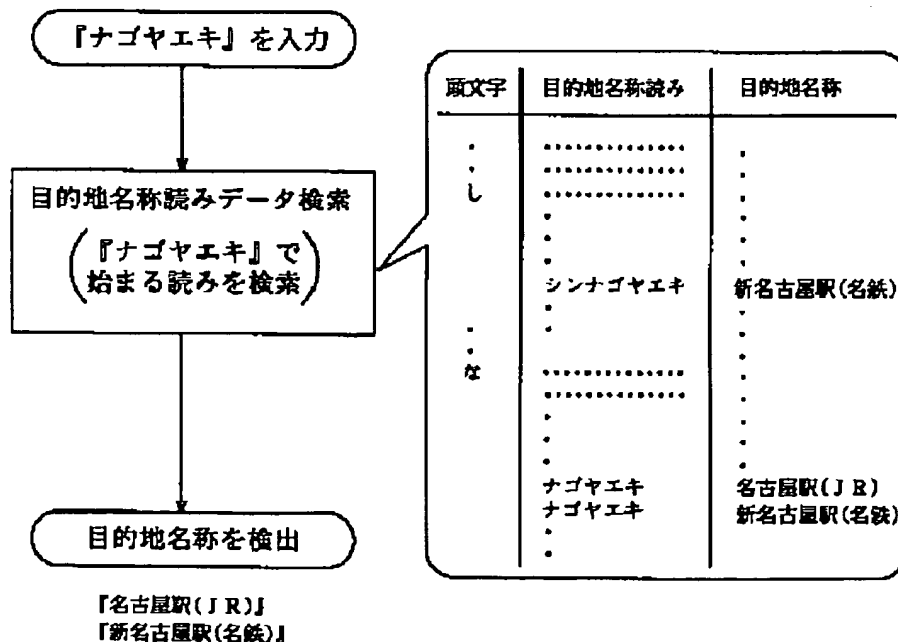 『ナゴヤエキ』を入力
目的地名称読みデータ検索
(『ナゴヤエキ』で
始まる読みを検索)
目的地名称を検出
『名古屋駅(JR)』
『新名古屋駅(名鉄)』
頭文字 目的地名称読み 目的地名称
し
シンナゴヤエキ 新名古屋駅(名鉄)
な
ナゴヤエキ 名古屋駅(JR)
ナゴヤエキ 新名古屋駅(名鉄)